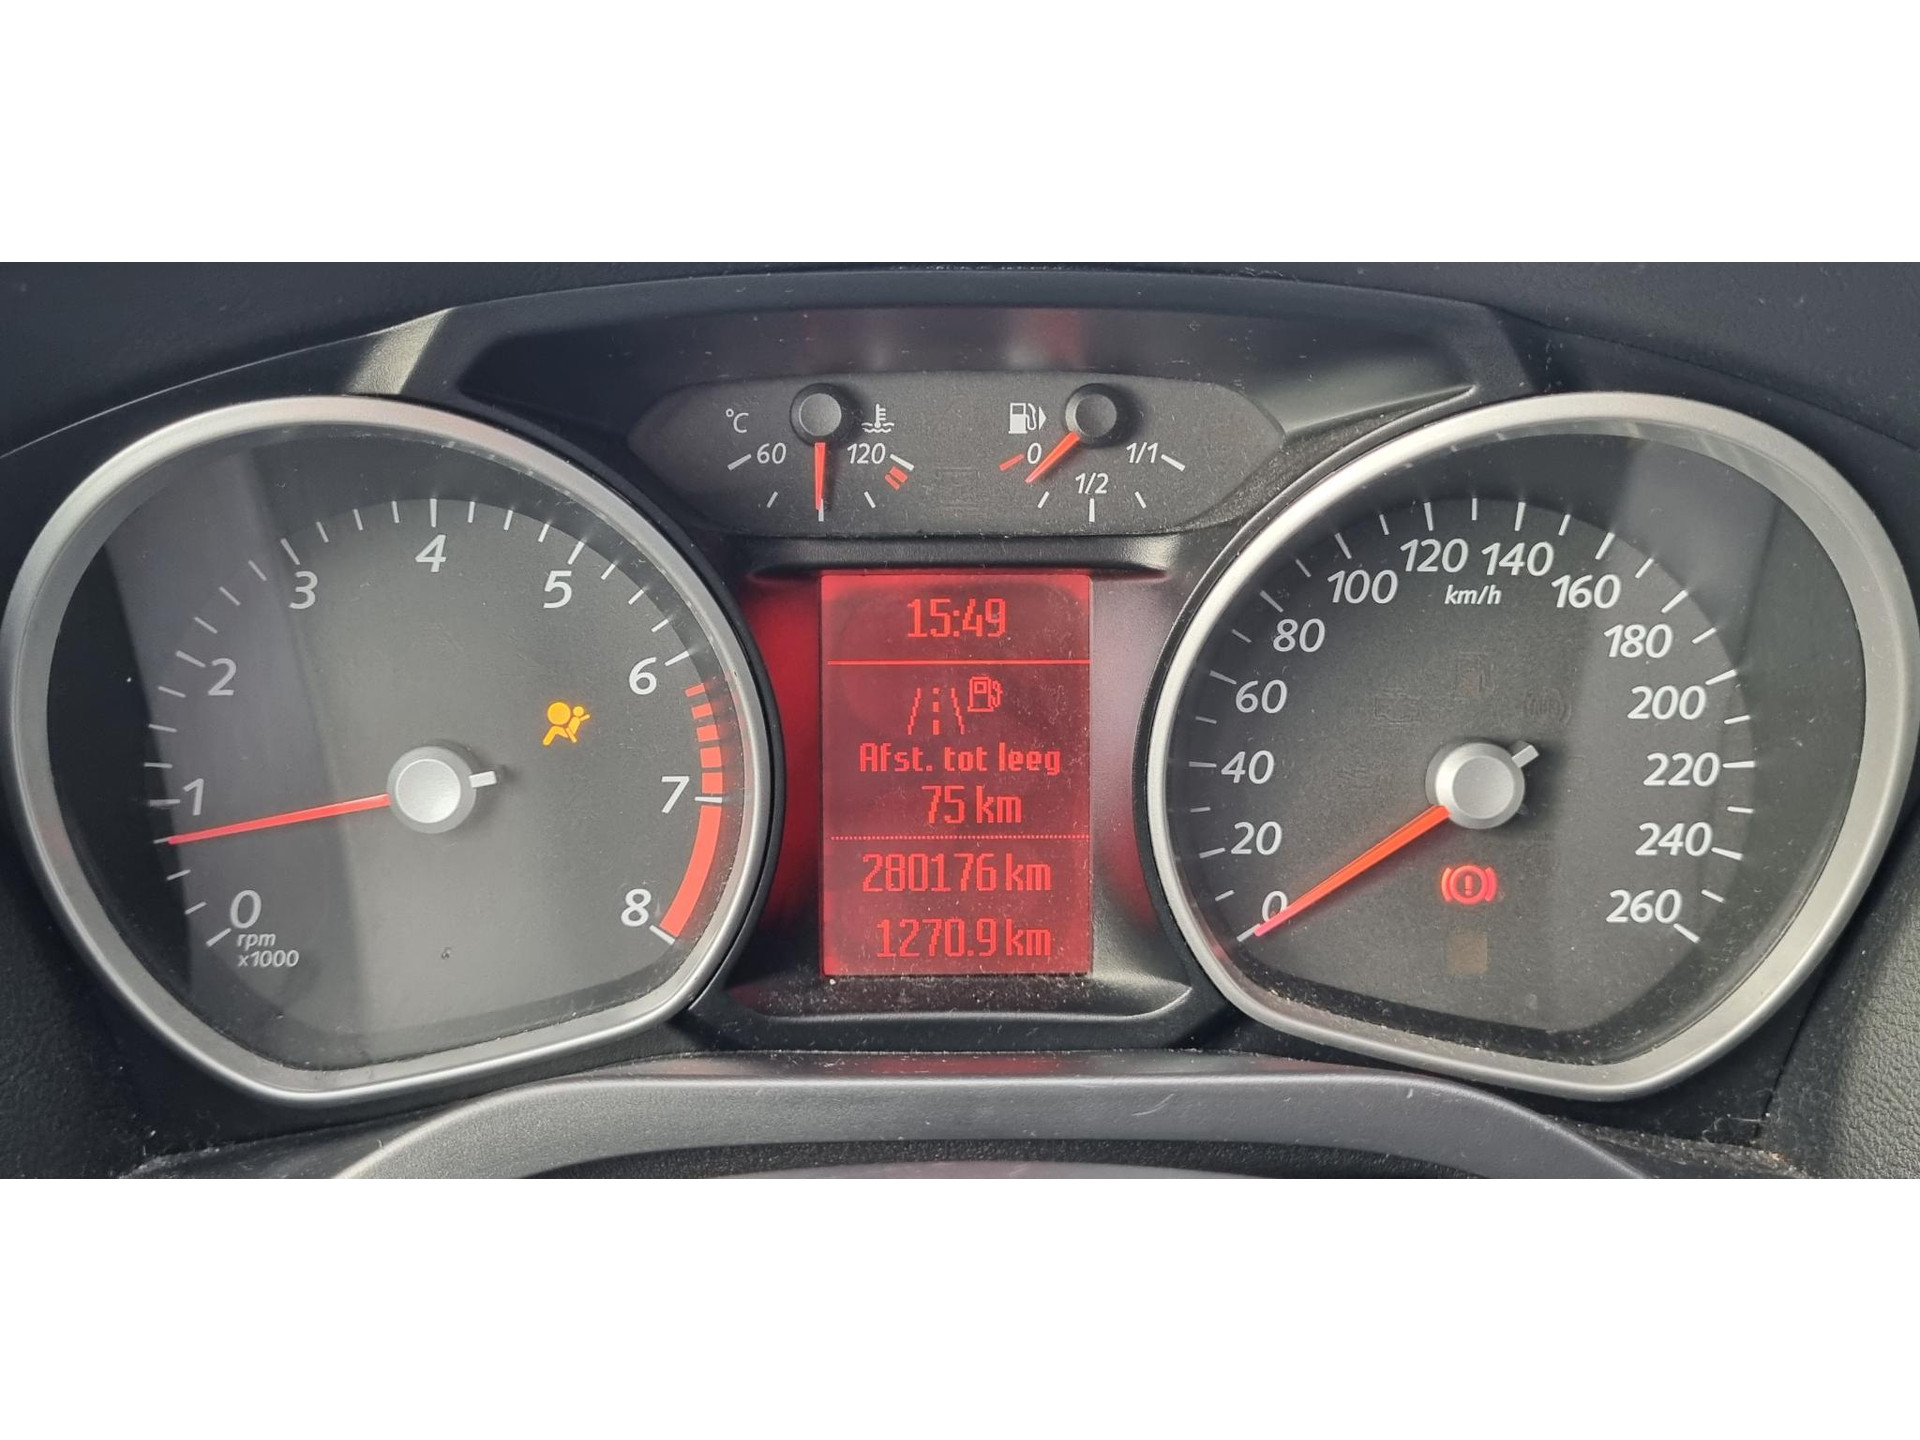 °C
60 120
0 1/2 1/1
0 1 2 3 4 5 6 7 8
rpm
x1000
15:49
Afst. tot leeg
75 km
280176 km
1270.9 km
0 20 40 60 80 100 120 140 160 180 200 220 240 260
km/h